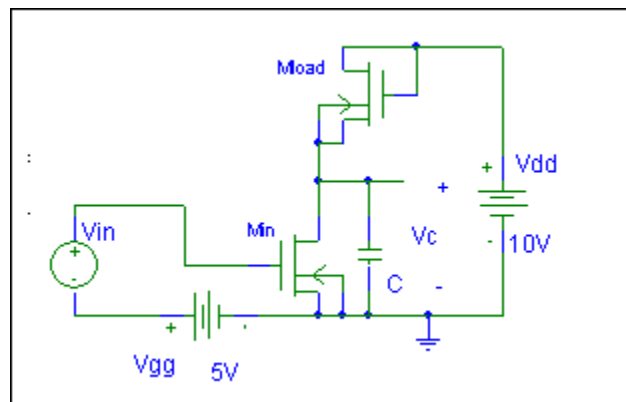 Mload
:
+
Vdd
.
+
Vin
Min
+
Vc
-
10V
-
C
-
+
-
Vgg
5V